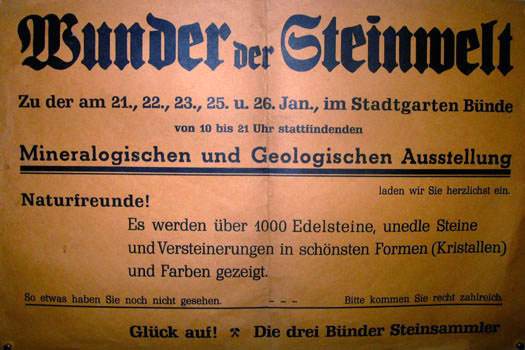 Wunder der Steinwelt
Zu der am 21., 22., 23., 25. u. 26. Jan., im Stadtgarten Bünde
von 10 bis 21 Uhr stattfindenden
Mineralogischen und Geologischen Ausstellung
laden wir Sie herzlichst ein.
Naturfreunde!
Es werden über 1000 Edelsteine, unedle Steine
und Versteinerungen in schönsten Formen (Kristallen)
und Farben gezeigt.
So etwas haben Sie noch nicht gesehen. - - - Bitte kommen Sie recht zahlreich.
Glück auf! ⚒ Die drei Bünder Steinsammler